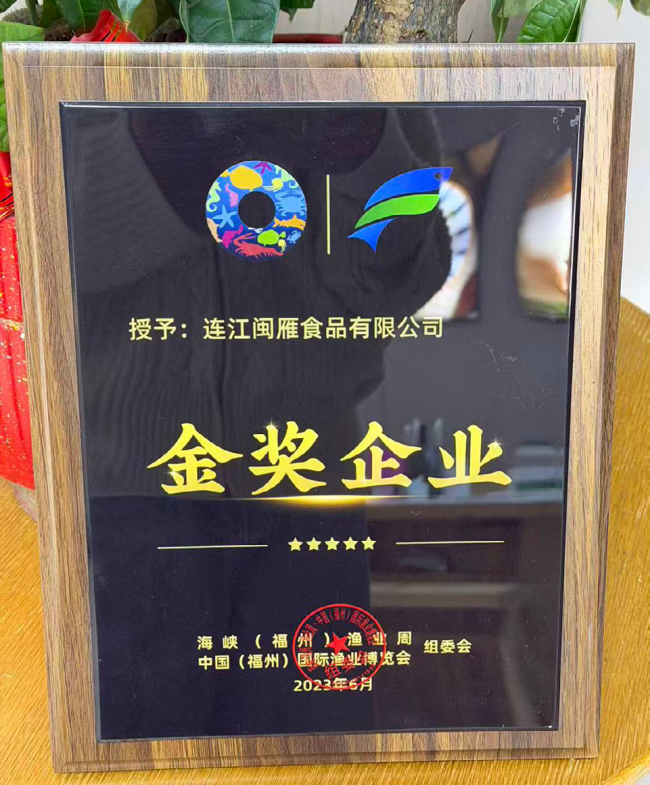 授予：连江闽雁食品有限公司
金奖企业
海峡（福州）渔业周
中国（福州）国际渔业博览会
组委会
2023年6月